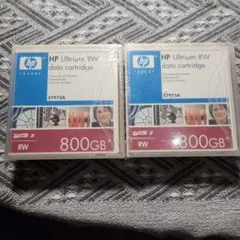 hp
invent
HP Ultrium RW
data cartridge
C7973A
RW
800GB
hp
invent
HP Ultrium RW
data cartridge
C7973A
RW
800GB